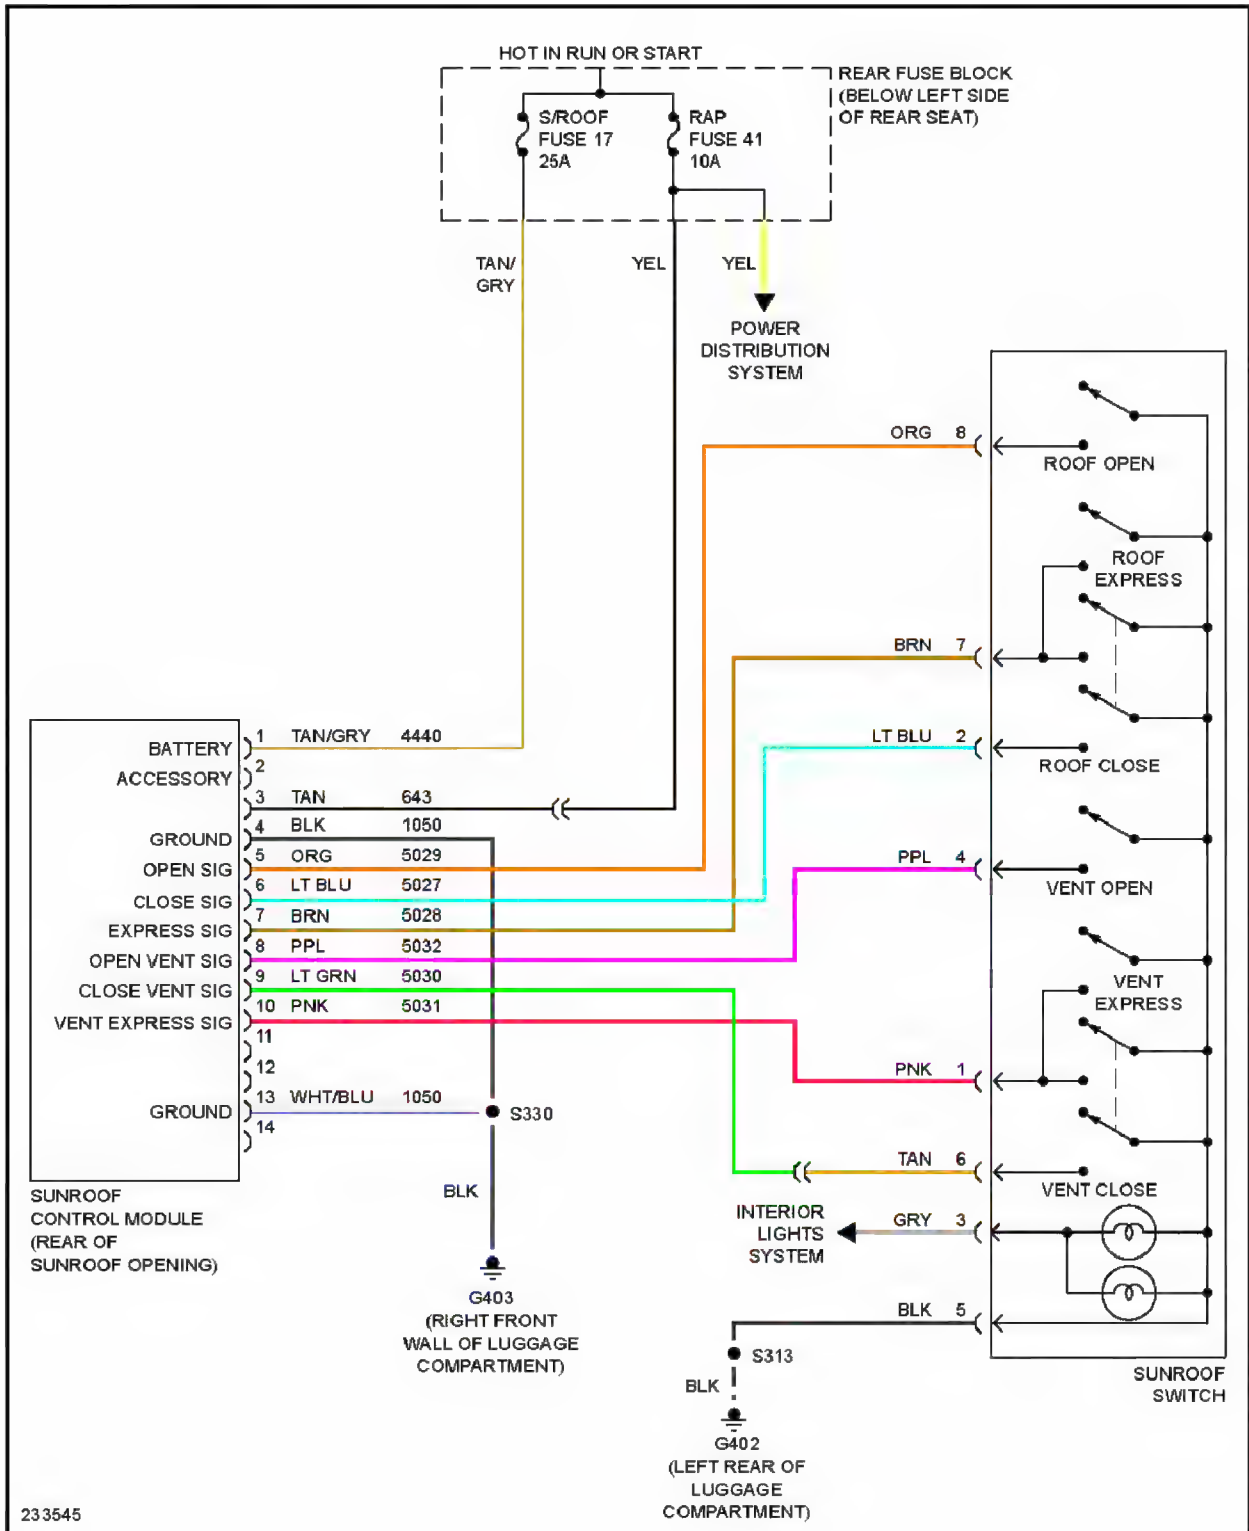 HOT IN RUN OR START
REAR FUSE BLOCK
(BELOW LEFT SIDE
OF REAR SEAT)
S/ROOF
FUSE 17
25A
RAP
FUSE 41
10A
TAN/
GRY
YEL
YEL
POWER
DISTRIBUTION
SYSTEM
ORG 8
ROOF OPEN
ROOF
EXPRESS
BRN 7
LT BLU 2
ROOF CLOSE
PPL 4
VENT OPEN
VENT
EXPRESS
PNK 1
TAN 6
VENT CLOSE
INTERIOR
LIGHTS
SYSTEM
GRY 3
BLK 5
SUNROOF
SWITCH
BATTERY 1 TAN/GRY 4440
ACCESSORY 2
3 TAN 643
GROUND 4 BLK 1050
OPEN SIG 5 ORG 5029
CLOSE SIG 6 LT BLU 5027
EXPRESS SIG 7 BRN 5028
OPEN VENT SIG 8 PPL 5032
CLOSE VENT SIG 9 LT GRN 5030
VENT EXPRESS SIG 10 PNK 5031
11
12
GROUND 13 WHT/BLU 1050
14
S330
SUNROOF
CONTROL MODULE
(REAR OF
SUNROOF OPENING)
BLK
G403
(RIGHT FRONT
WALL OF LUGGAGE
COMPARTMENT)
S313
BLK
G402
(LEFT REAR OF
LUGGAGE
COMPARTMENT)
233545